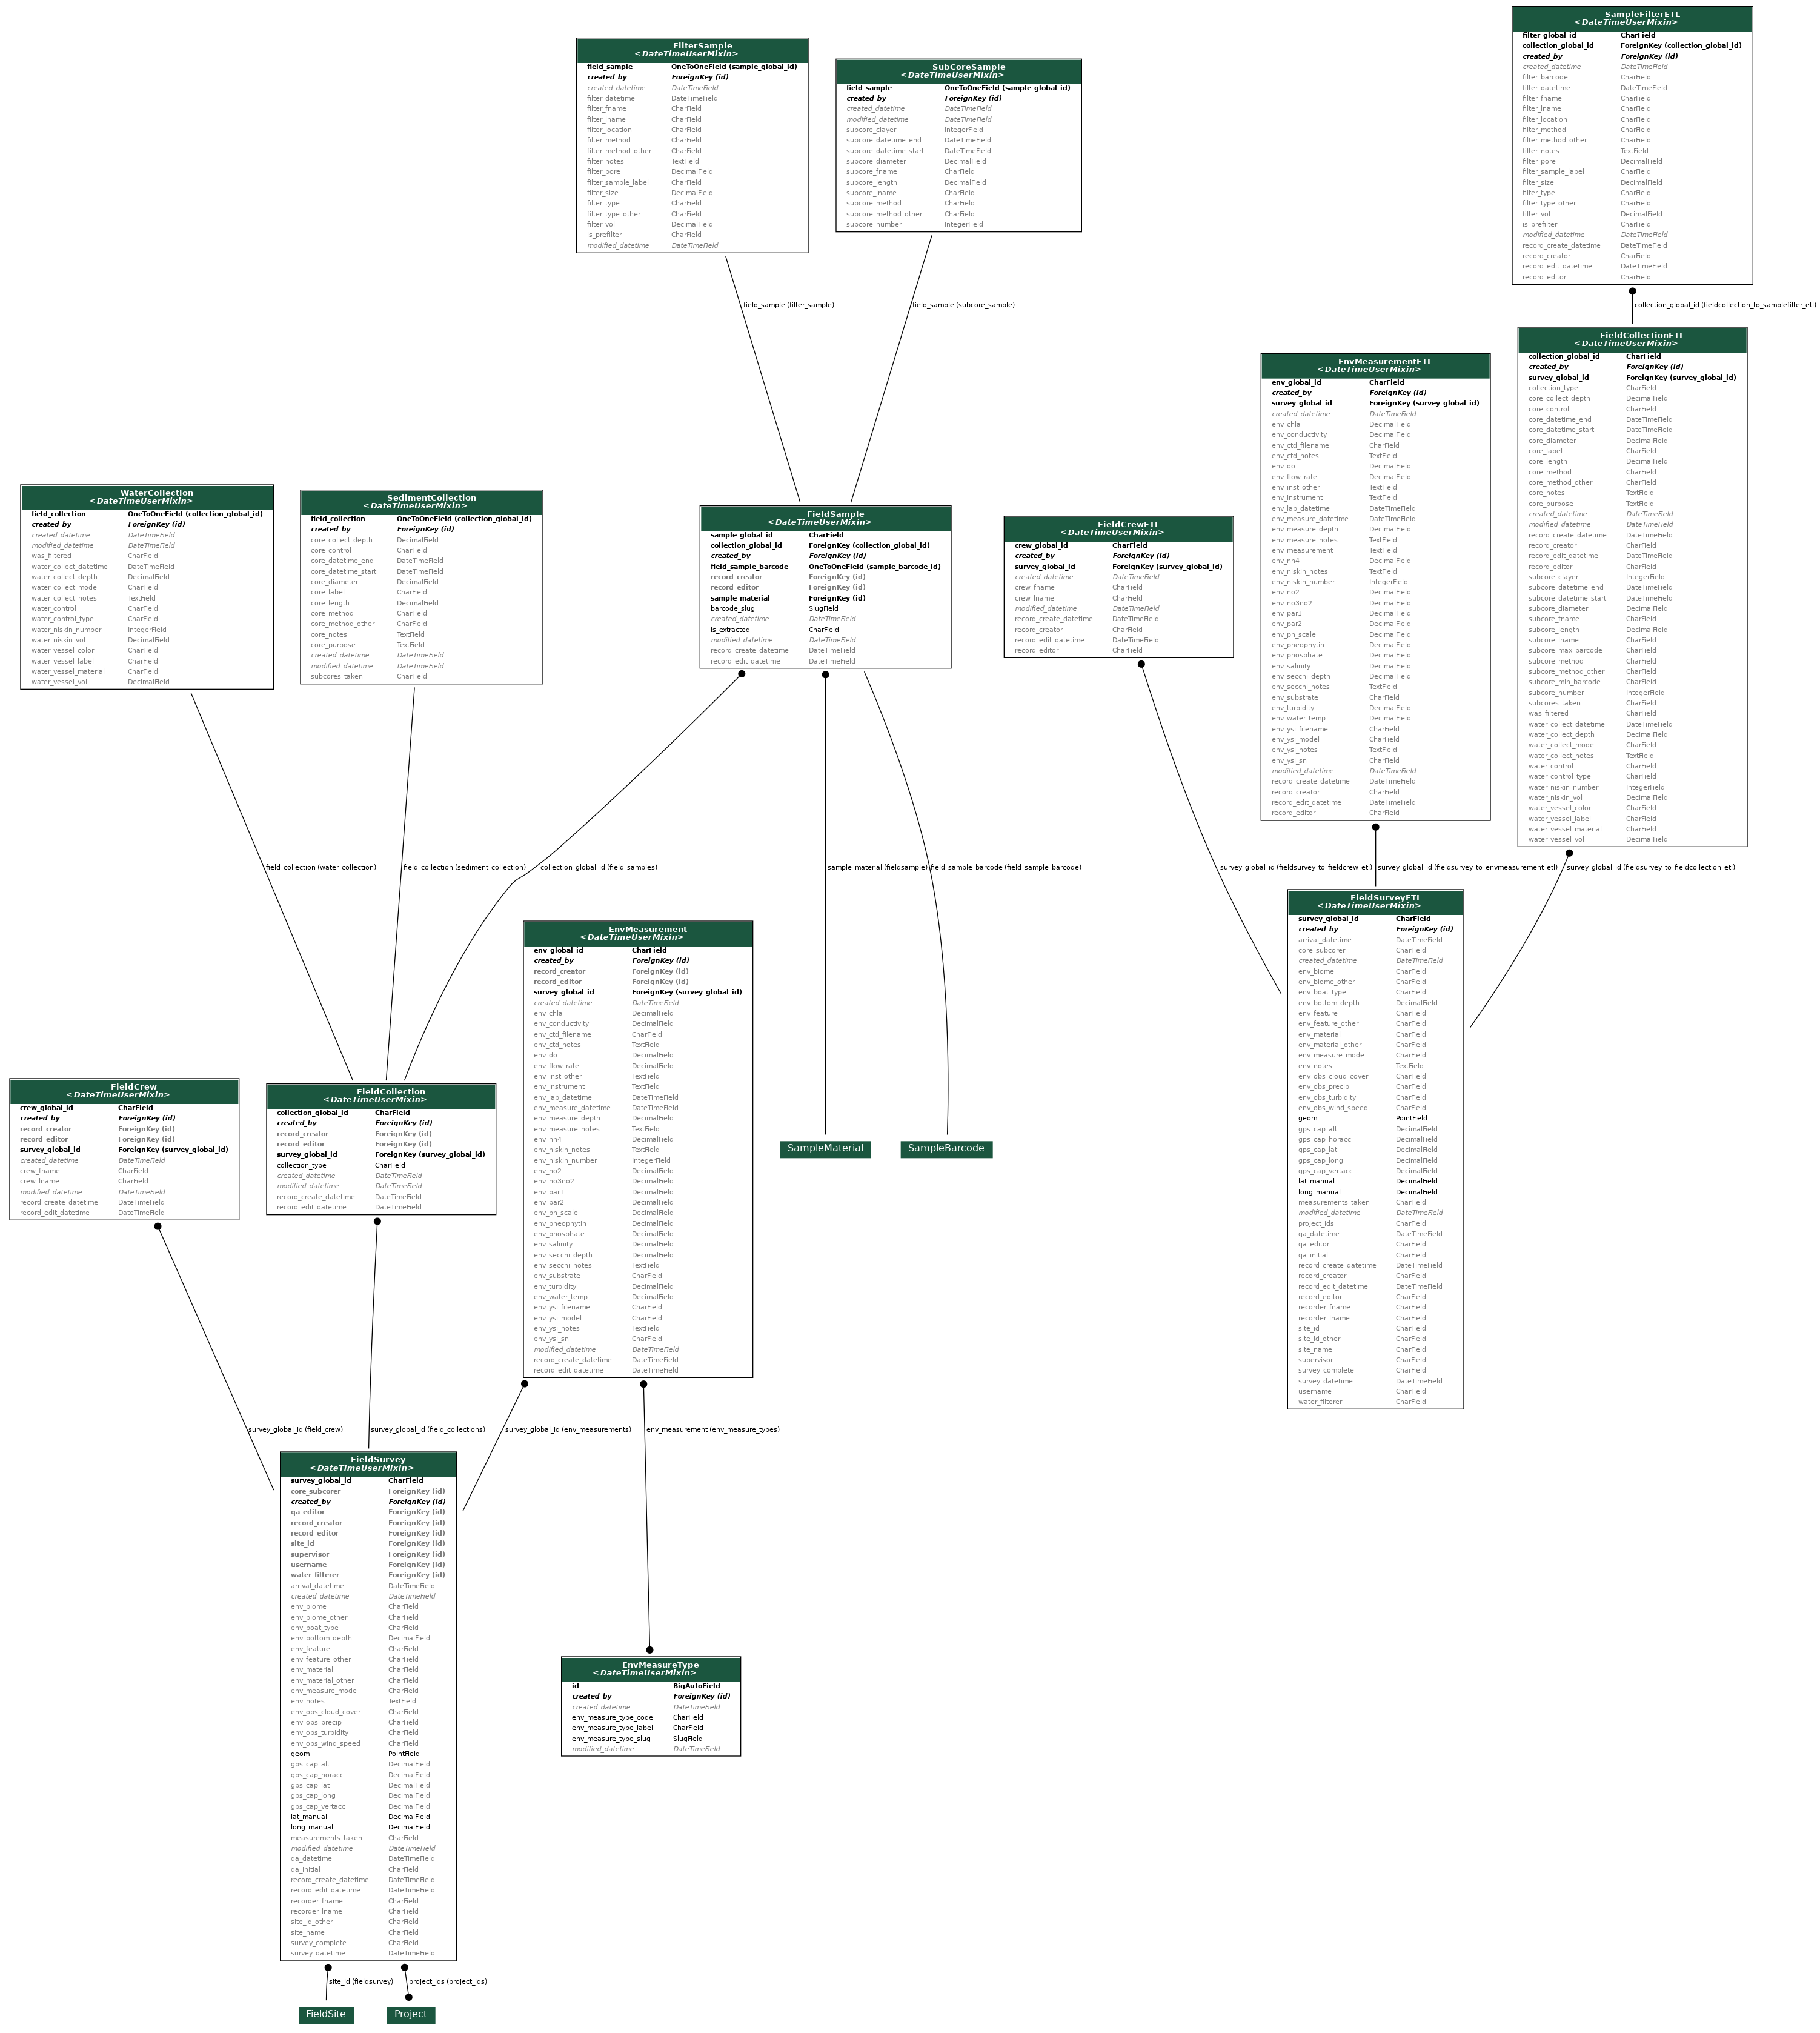 SampleFilterETL
<DateTimeUserMixin>
filter_global_id CharField
collection_global_id ForeignKey (collection_global_id)
created_by ForeignKey (id)
created_datetime DateTimeField
filter_barcode CharField
filter_datetime DateTimeField
filter_fname CharField
filter_lname CharField
filter_location CharField
filter_method CharField
filter_method_other CharField
filter_notes TextField
filter_pore DecimalField
filter_sample_label CharField
filter_size DecimalField
filter_type CharField
filter_type_other CharField
filter_vol DecimalField
is_prefilter CharField
modified_datetime DateTimeField
record_create_datetime DateTimeField
record_creator CharField
record_edit_datetime DateTimeField
record_editor CharField
FilterSample
<DateTimeUserMixin>
field_sample OneToOneField (sample_global_id)
created_by ForeignKey (id)
created_datetime DateTimeField
filter_datetime DateTimeField
filter_fname CharField
filter_lname CharField
filter_location CharField
filter_method CharField
filter_method_other CharField
filter_notes TextField
filter_pore DecimalField
filter_sample_label CharField
filter_size DecimalField
filter_type CharField
filter_type_other CharField
filter_vol DecimalField
is_prefilter CharField
modified_datetime DateTimeField
SubCoreSample
<DateTimeUserMixin>
field_sample OneToOneField (sample_global_id)
created_by ForeignKey (id)
created_datetime DateTimeField
modified_datetime DateTimeField
subcore_clayer IntegerField
subcore_datetime_end DateTimeField
subcore_datetime_start DateTimeField
subcore_diameter DecimalField
subcore_fname CharField
subcore_length DecimalField
subcore_lname CharField
subcore_method CharField
subcore_method_other CharField
subcore_number IntegerField
field_sample (filter_sample)
field_sample (subcore_sample)
collection_global_id (fieldcollection_to_samplefilter_etl)
FieldCollectionETL
<DateTimeUserMixin>
collection_global_id CharField
created_by ForeignKey (id)
survey_global_id ForeignKey (survey_global_id)
collection_type CharField
core_collect_depth DecimalField
core_control CharField
core_datetime_end DateTimeField
core_datetime_start DateTimeField
core_diameter DecimalField
core_label CharField
core_length DecimalField
core_method CharField
core_method_other CharField
core_notes TextField
core_purpose TextField
created_datetime DateTimeField
modified_datetime DateTimeField
record_create_datetime DateTimeField
record_creator CharField
record_edit_datetime DateTimeField
record_editor CharField
subcore_clayer IntegerField
subcore_datetime_end DateTimeField
subcore_datetime_start DateTimeField
subcore_diameter DecimalField
subcore_fname CharField
subcore_length DecimalField
subcore_lname CharField
subcore_max_barcode CharField
subcore_method CharField
subcore_method_other CharField
subcore_min_barcode CharField
subcore_number IntegerField
subcores_taken CharField
was_filtered CharField
water_collect_datetime DateTimeField
water_collect_depth DecimalField
water_collect_mode CharField
water_collect_notes TextField
water_control CharField
water_control_type CharField
water_niskin_number IntegerField
water_niskin_vol DecimalField
water_vessel_color CharField
water_vessel_label CharField
water_vessel_material CharField
water_vessel_vol DecimalField
EnvMeasurementETL
<DateTimeUserMixin>
env_global_id CharField
created_by ForeignKey (id)
survey_global_id ForeignKey (survey_global_id)
created_datetime DateTimeField
env_chla DecimalField
env_conductivity DecimalField
env_ctd_filename CharField
env_ctd_notes TextField
env_do DecimalField
env_flow_rate DecimalField
env_inst_other TextField
env_instrument TextField
env_lab_datetime DateTimeField
env_measure_datetime DateTimeField
env_measure_depth DecimalField
env_measure_notes TextField
env_measurement TextField
env_nh4 DecimalField
env_niskin_notes TextField
env_niskin_number IntegerField
env_no2 DecimalField
env_no3no2 DecimalField
env_par1 DecimalField
env_par2 DecimalField
env_ph_scale DecimalField
env_pheophytin DecimalField
env_phosphate DecimalField
env_salinity DecimalField
env_secchi_depth DecimalField
env_secchi_notes TextField
env_substrate CharField
env_turbidity DecimalField
env_water_temp DecimalField
env_ysi_filename CharField
env_ysi_model CharField
env_ysi_notes TextField
env_ysi_sn CharField
modified_datetime DateTimeField
record_create_datetime DateTimeField
record_creator CharField
record_edit_datetime DateTimeField
record_editor CharField
WaterCollection
<DateTimeUserMixin>
field_collection OneToOneField (collection_global_id)
created_by ForeignKey (id)
created_datetime DateTimeField
modified_datetime DateTimeField
was_filtered CharField
water_collect_datetime DateTimeField
water_collect_depth DecimalField
water_collect_mode CharField
water_collect_notes TextField
water_control CharField
water_control_type CharField
water_niskin_number IntegerField
water_niskin_vol DecimalField
water_vessel_color CharField
water_vessel_label CharField
water_vessel_material CharField
water_vessel_vol DecimalField
SedimentCollection
<DateTimeUserMixin>
field_collection OneToOneField (collection_global_id)
created_by ForeignKey (id)
core_collect_depth DecimalField
core_control CharField
core_datetime_end DateTimeField
core_datetime_start DateTimeField
core_diameter DecimalField
core_label CharField
core_length DecimalField
core_method CharField
core_method_other CharField
core_notes TextField
core_purpose TextField
created_datetime DateTimeField
modified_datetime DateTimeField
subcores_taken CharField
FieldSample
<DateTimeUserMixin>
sample_global_id CharField
collection_global_id ForeignKey (collection_global_id)
created_by ForeignKey (id)
field_sample_barcode OneToOneField (sample_barcode_id)
record_creator ForeignKey (id)
record_editor ForeignKey (id)
sample_material ForeignKey (id)
barcode_slug SlugField
created_datetime DateTimeField
is_extracted CharField
modified_datetime DateTimeField
record_create_datetime DateTimeField
record_edit_datetime DateTimeField
FieldCrewETL
<DateTimeUserMixin>
crew_global_id CharField
created_by ForeignKey (id)
survey_global_id ForeignKey (survey_global_id)
created_datetime DateTimeField
crew_fname CharField
crew_lname CharField
modified_datetime DateTimeField
record_create_datetime DateTimeField
record_creator CharField
record_edit_datetime DateTimeField
record_editor CharField
field_collection (water_collection)
field_collection (sediment_collection)
collection_global_id (field_samples)
sample_material (fieldsample)
field_sample_barcode (field_sample_barcode)
survey_global_id (fieldsurvey_to_fieldcrew_etl)
survey_global_id (fieldsurvey_to_envmeasurement_etl)
survey_global_id (fieldsurvey_to_fieldcollection_etl)
FieldSurveyETL
<DateTimeUserMixin>
survey_global_id CharField
created_by ForeignKey (id)
arrival_datetime DateTimeField
core_subcorer CharField
created_datetime DateTimeField
env_biome CharField
env_biome_other CharField
env_boat_type CharField
env_bottom_depth DecimalField
env_feature CharField
env_feature_other CharField
env_material CharField
env_material_other CharField
env_measure_mode CharField
env_notes TextField
env_obs_cloud_cover CharField
env_obs_precip CharField
env_obs_turbidity CharField
env_obs_wind_speed CharField
geom PointField
gps_cap_alt DecimalField
gps_cap_horacc DecimalField
gps_cap_lat DecimalField
gps_cap_long DecimalField
gps_cap_vertacc DecimalField
lat_manual DecimalField
long_manual DecimalField
measurements_taken CharField
modified_datetime DateTimeField
project_ids CharField
qa_datetime DateTimeField
qa_editor CharField
qa_initial CharField
record_create_datetime DateTimeField
record_creator CharField
record_edit_datetime DateTimeField
record_editor CharField
recorder_fname CharField
recorder_lname CharField
site_id CharField
site_id_other CharField
site_name CharField
supervisor CharField
survey_complete CharField
survey_datetime DateTimeField
username CharField
water_filterer CharField
EnvMeasurement
<DateTimeUserMixin>
env_global_id CharField
created_by ForeignKey (id)
record_creator ForeignKey (id)
record_editor ForeignKey (id)
survey_global_id ForeignKey (survey_global_id)
created_datetime DateTimeField
env_chla DecimalField
env_conductivity DecimalField
env_ctd_filename CharField
env_ctd_notes TextField
env_do DecimalField
env_flow_rate DecimalField
env_inst_other TextField
env_instrument TextField
env_lab_datetime DateTimeField
env_measure_datetime DateTimeField
env_measure_depth DecimalField
env_measure_notes TextField
env_nh4 DecimalField
env_niskin_notes TextField
env_niskin_number IntegerField
env_no2 DecimalField
env_no3no2 DecimalField
env_par1 DecimalField
env_par2 DecimalField
env_ph_scale DecimalField
env_pheophytin DecimalField
env_phosphate DecimalField
env_salinity DecimalField
env_secchi_depth DecimalField
env_secchi_notes TextField
env_substrate CharField
env_turbidity DecimalField
env_water_temp DecimalField
env_ysi_filename CharField
env_ysi_model CharField
env_ysi_notes TextField
env_ysi_sn CharField
modified_datetime DateTimeField
record_create_datetime DateTimeField
record_edit_datetime DateTimeField
FieldCrew
<DateTimeUserMixin>
crew_global_id CharField
created_by ForeignKey (id)
record_creator ForeignKey (id)
record_editor ForeignKey (id)
survey_global_id ForeignKey (survey_global_id)
created_datetime DateTimeField
crew_fname CharField
crew_lname CharField
modified_datetime DateTimeField
record_create_datetime DateTimeField
record_edit_datetime DateTimeField
FieldCollection
<DateTimeUserMixin>
collection_global_id CharField
created_by ForeignKey (id)
record_creator ForeignKey (id)
record_editor ForeignKey (id)
survey_global_id ForeignKey (survey_global_id)
collection_type CharField
created_datetime DateTimeField
modified_datetime DateTimeField
record_create_datetime DateTimeField
record_edit_datetime DateTimeField
SampleMaterial
SampleBarcode
survey_global_id (field_crew)
survey_global_id (field_collections)
survey_global_id (env_measurements)
env_measurement (env_measure_types)
FieldSurvey
<DateTimeUserMixin>
survey_global_id CharField
core_subcorer ForeignKey (id)
created_by ForeignKey (id)
qa_editor ForeignKey (id)
record_creator ForeignKey (id)
record_editor ForeignKey (id)
site_id ForeignKey (id)
supervisor ForeignKey (id)
username ForeignKey (id)
water_filterer ForeignKey (id)
arrival_datetime DateTimeField
created_datetime DateTimeField
env_biome CharField
env_biome_other CharField
env_boat_type CharField
env_bottom_depth DecimalField
env_feature CharField
env_feature_other CharField
env_material CharField
env_material_other CharField
env_measure_mode CharField
env_notes TextField
env_obs_cloud_cover CharField
env_obs_precip CharField
env_obs_turbidity CharField
env_obs_wind_speed CharField
geom PointField
gps_cap_alt DecimalField
gps_cap_horacc DecimalField
gps_cap_lat DecimalField
gps_cap_long DecimalField
gps_cap_vertacc DecimalField
lat_manual DecimalField
long_manual DecimalField
measurements_taken CharField
modified_datetime DateTimeField
qa_datetime DateTimeField
qa_initial CharField
record_create_datetime DateTimeField
record_edit_datetime DateTimeField
recorder_fname CharField
recorder_lname CharField
site_id_other CharField
site_name CharField
survey_complete CharField
survey_datetime DateTimeField
EnvMeasureType
<DateTimeUserMixin>
id BigAutoField
created_by ForeignKey (id)
created_datetime DateTimeField
env_measure_type_code CharField
env_measure_type_label CharField
env_measure_type_slug SlugField
modified_datetime DateTimeField
site_id (fieldsurvey)
project_ids (project_ids)
FieldSite
Project